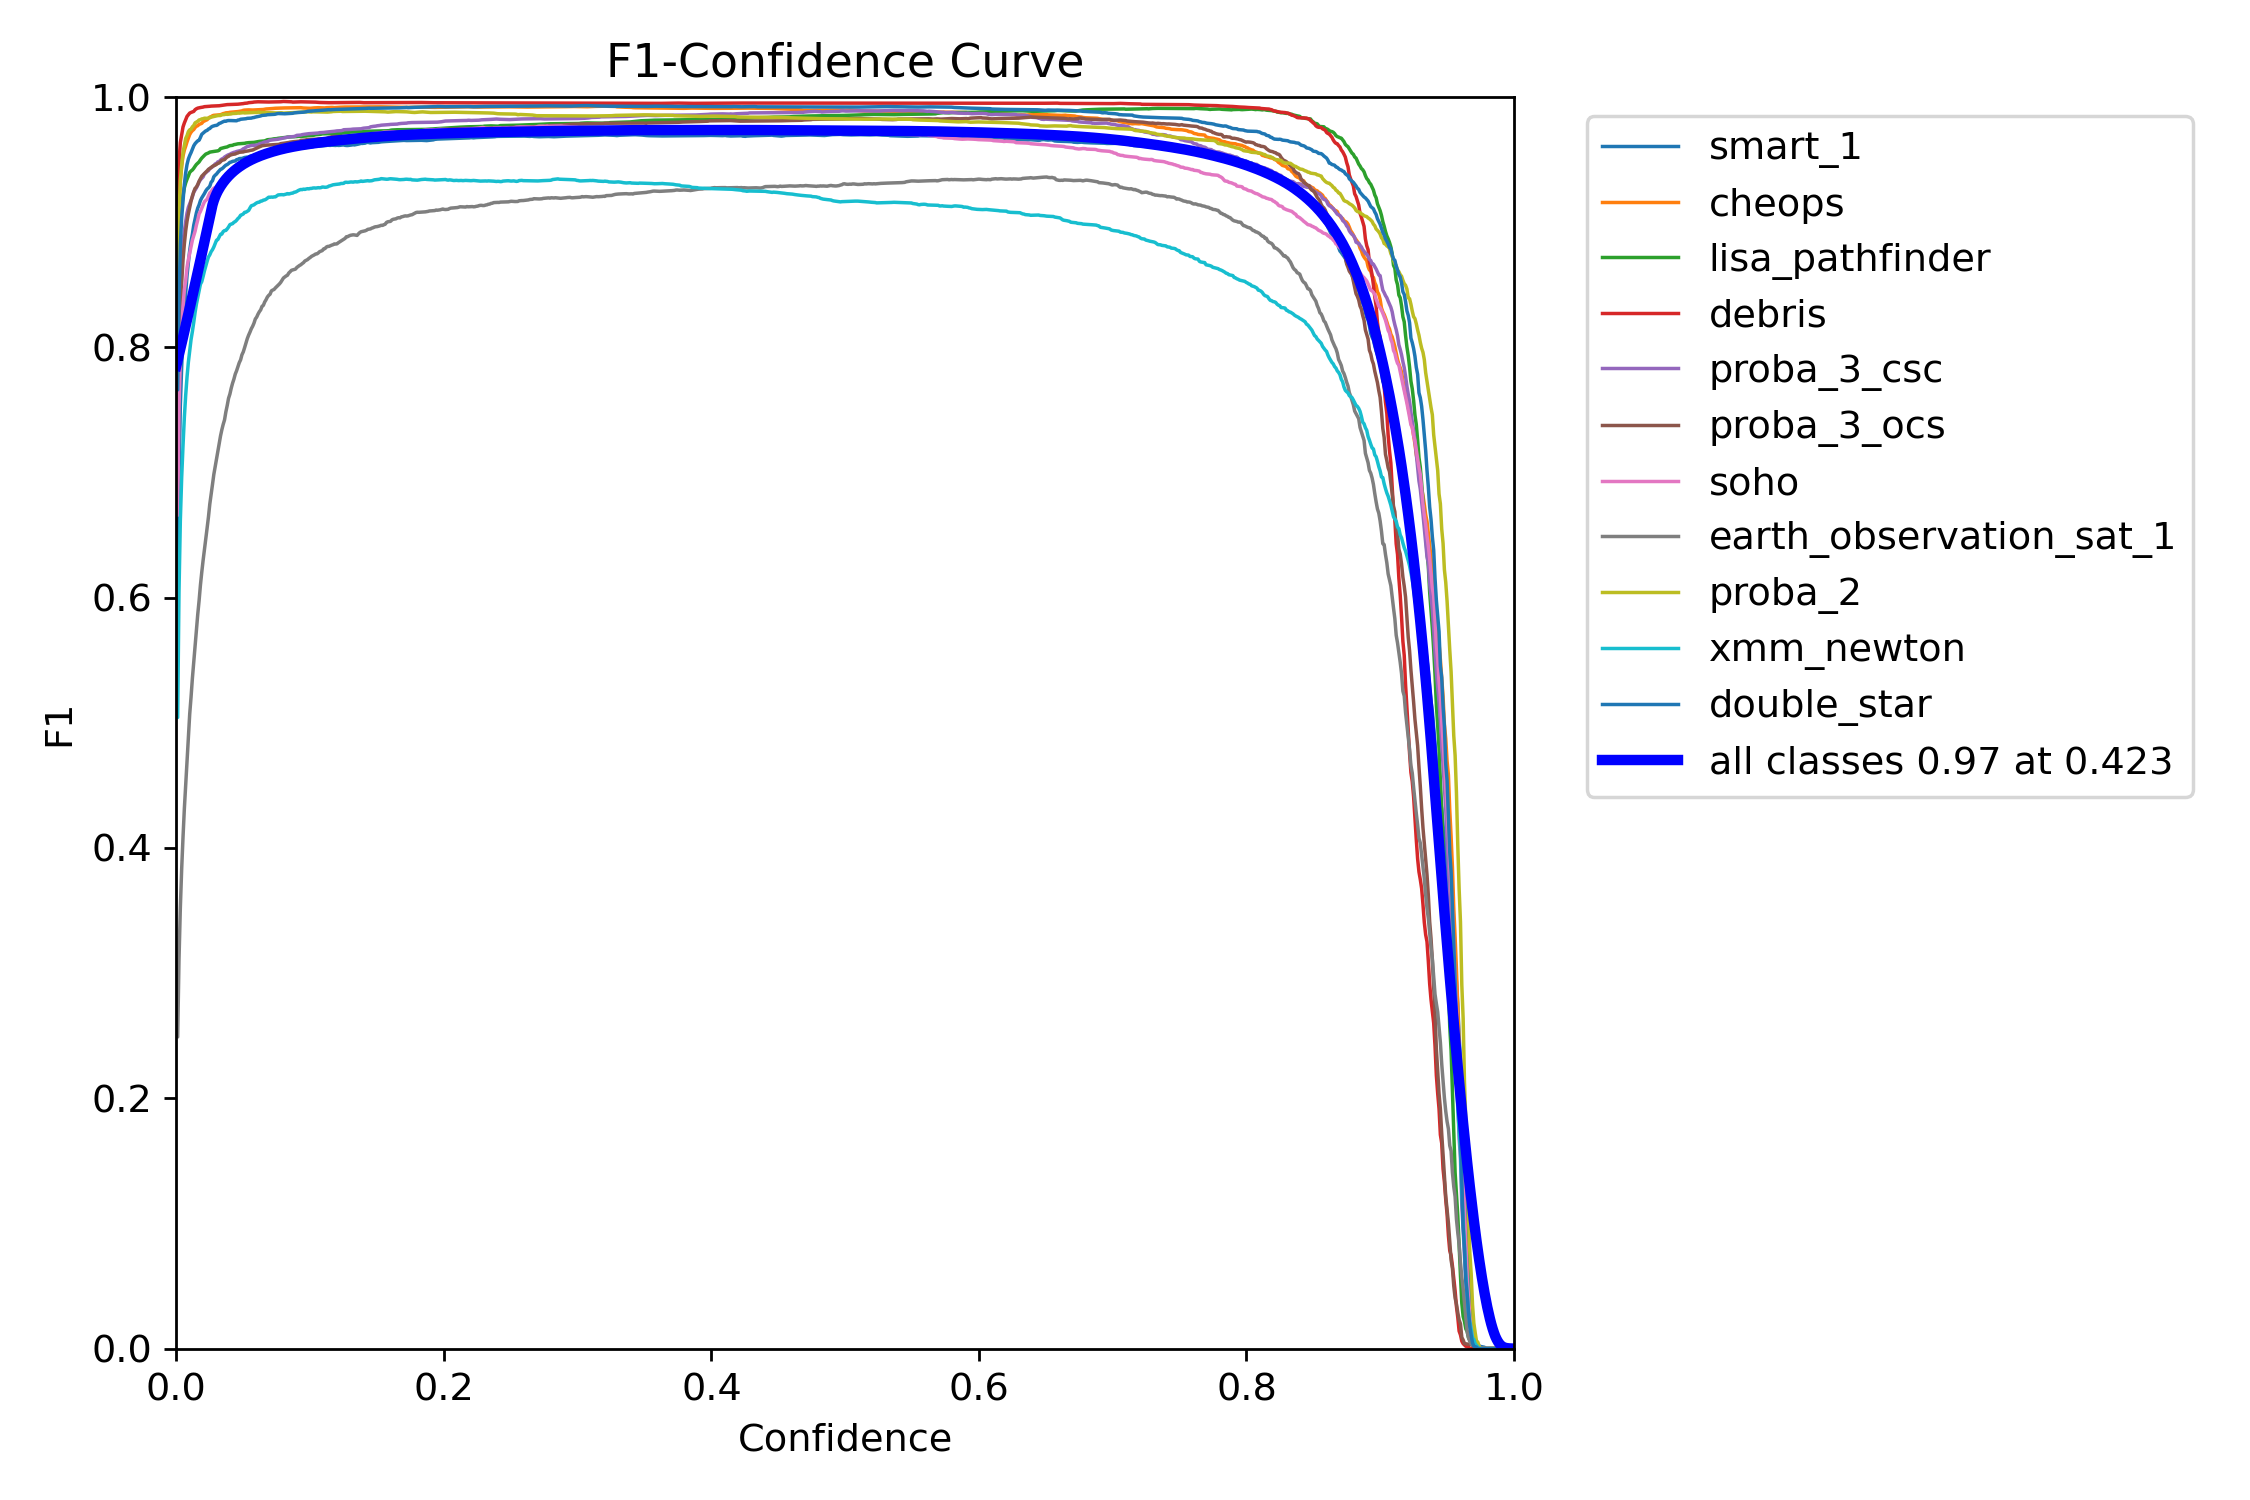 F1-Confidence Curve
1.0
0.8
0.6
0.4
0.2
0.0
F1
0.0 0.2 0.4 0.6 0.8 1.0
Confidence
smart_1
cheops
lisa_pathfinder
debris
proba_3_csc
proba_3_ocs
soho
earth_observation_sat_1
proba_2
xmm_newton
double_star
all classes 0.97 at 0.423